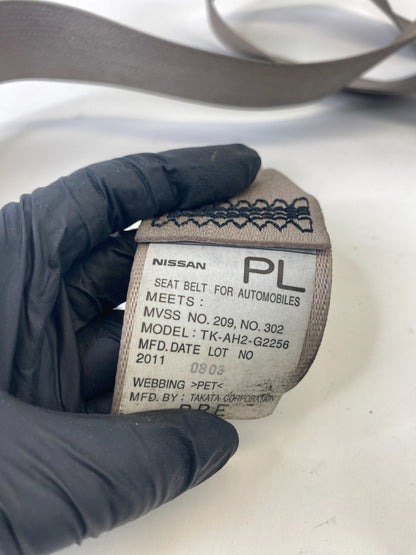 NISSAN PL
SEAT BELT FOR AUTOMOBILES
MEETS :
MVSS NO. 209, NO. 302
MODEL: TK-AH2-G2256
MFD. DATE LOT NO
2011 0803
WEBBING >PET<
MFD. BY: TAKATA CORPORATION